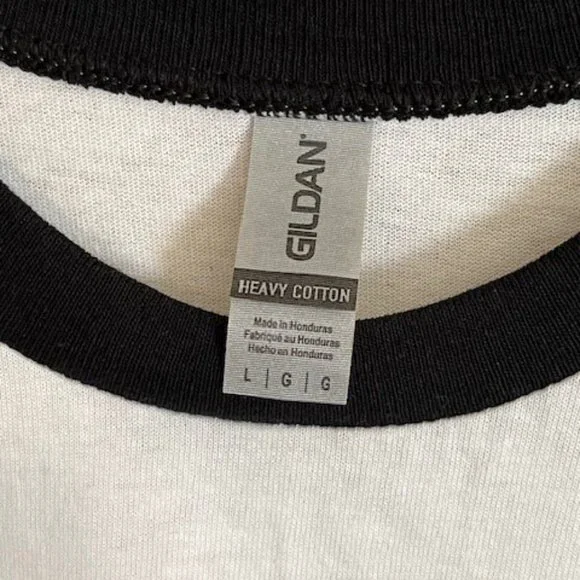 GILDAN®
HEAVY COTTON
Made in Honduras
Fabriqué au Honduras
Hecho en Honduras
L | G | G